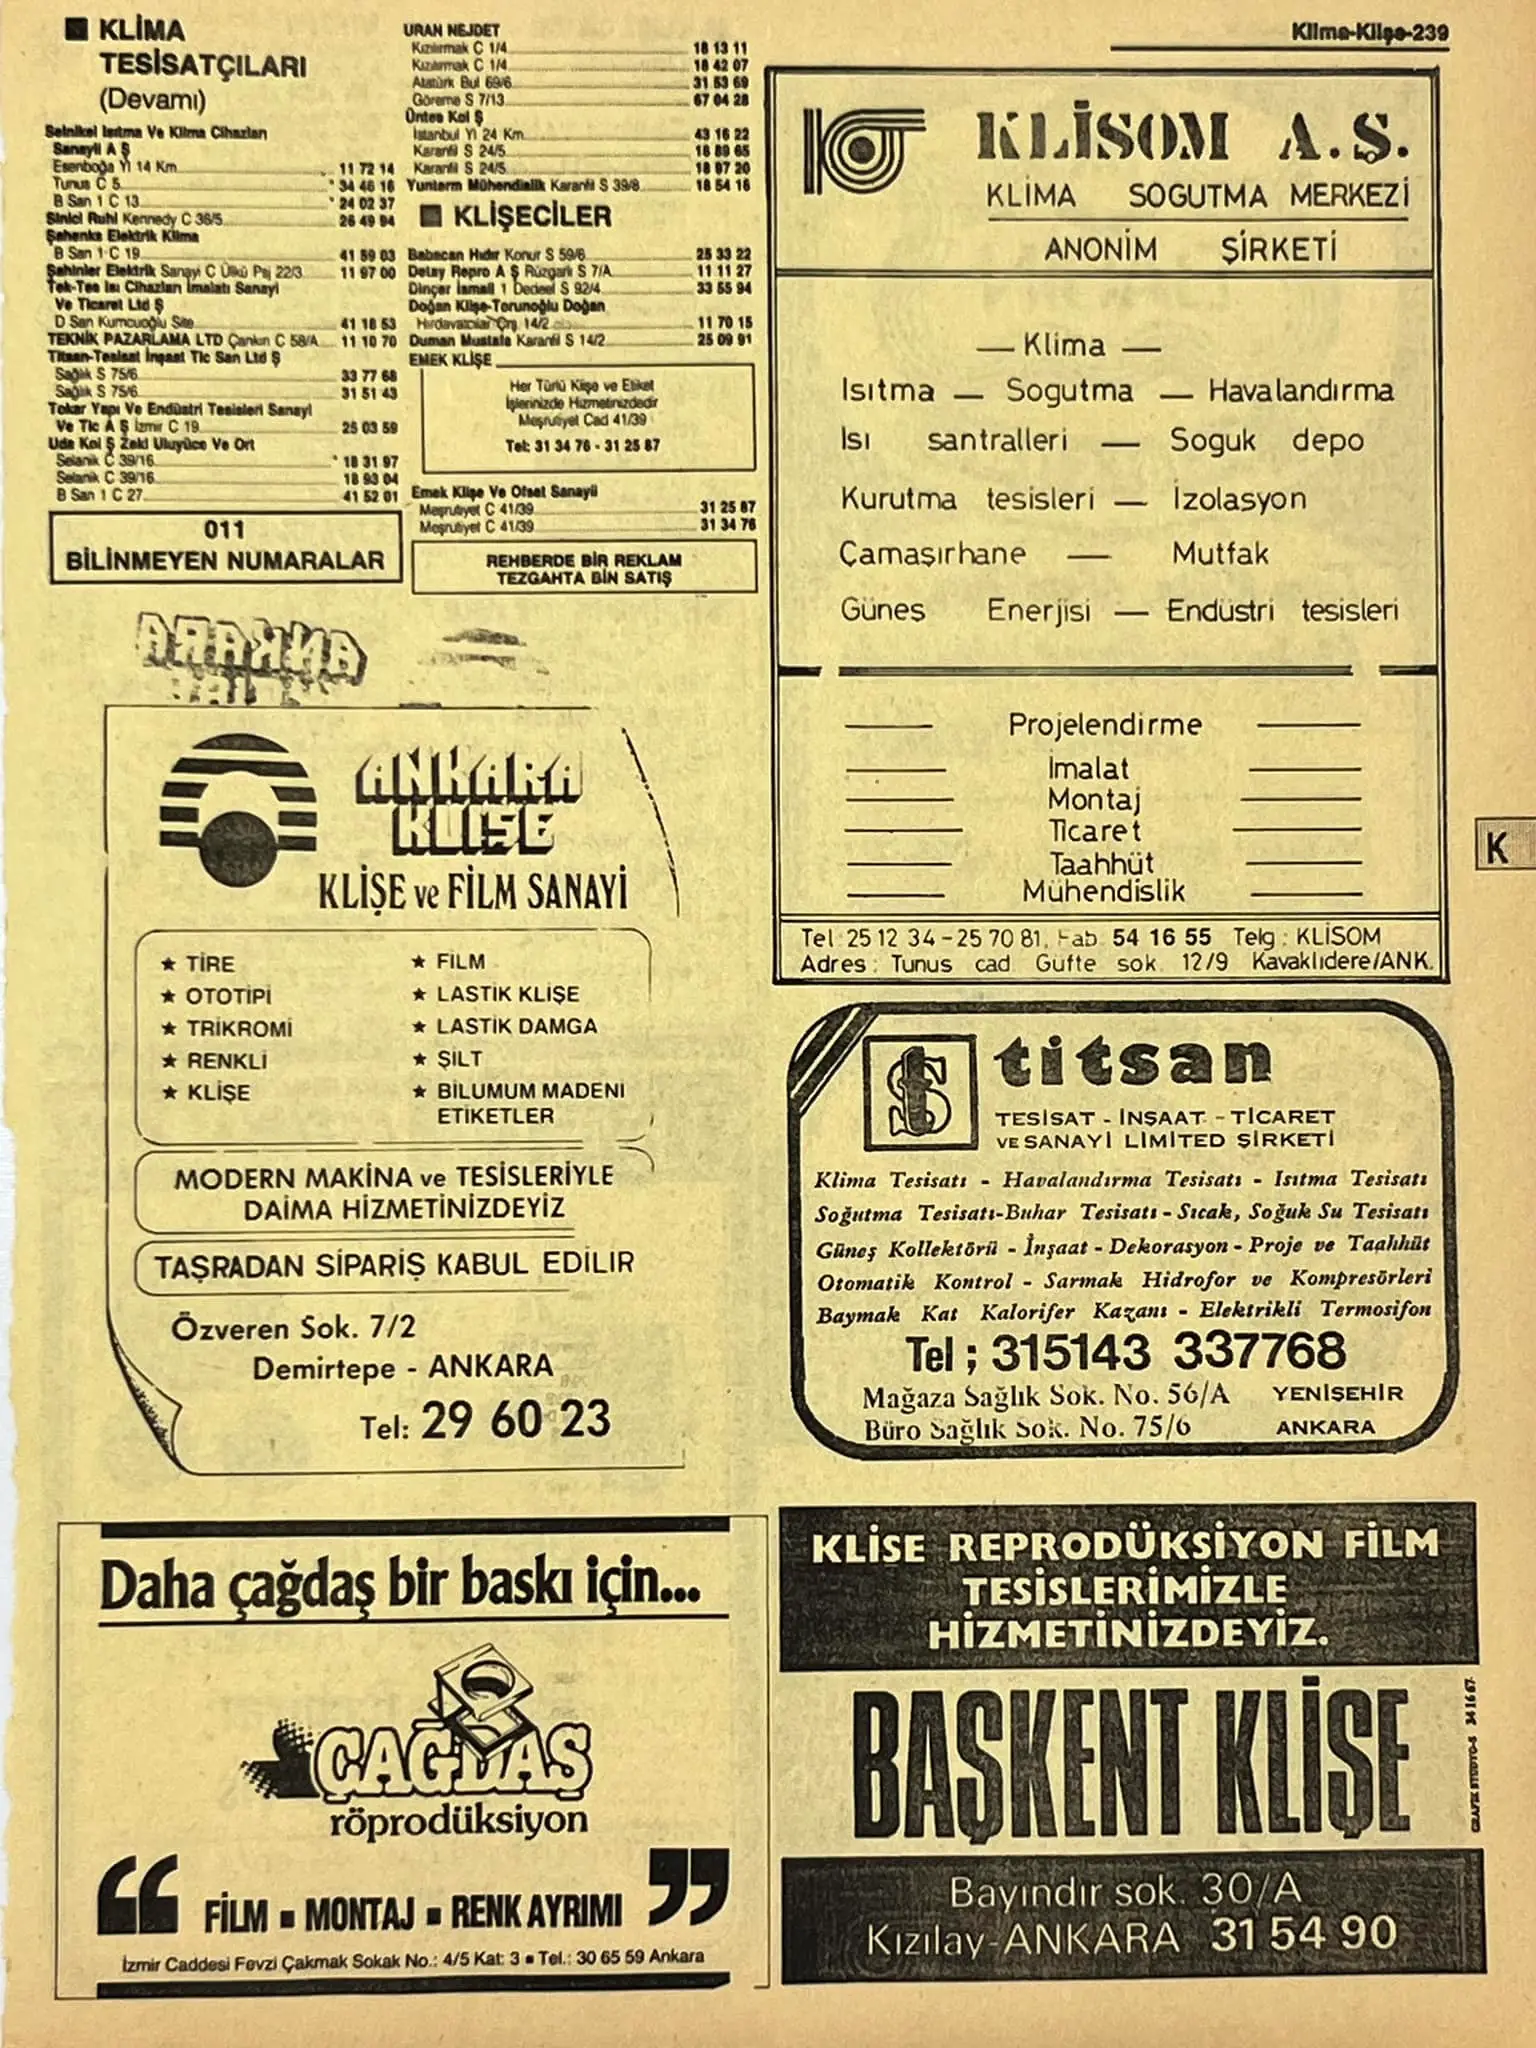 Klima-Klişe-239
KLİMA
TESİSATÇILARI
(Devamı)
Selnikel Isıtma Ve Klima Cihazları
Sanayii A Ş
Esenboğa Yl 14 Km 11 72 14
Tunus C 5 * 34 46 16
B San 1 C 13 * 24 02 37
Sinici Ruhi Kennedy C 36/5 26 49 94
Şahenka Elektrik Klima
B San 1 C 19 41 59 03
Şahinler Elektrik Sanayi C Ülkü Psj 22/3 11 97 00
Tek-Tes Isı Cihazları İmalatı Sanayi
Ve Ticaret Ltd Ş
D San Kumcuoğlu Site 41 18 53
TEKNİK PAZARLAMA LTD Çankırı C 58/A 11 10 70
Titsan-Tesisat İnşaat Tic San Ltd Ş
Sağlık S 75/6 33 77 68
Sağlık S 75/6 31 51 43
Tokar Yapı Ve Endüstri Tesisleri Sanayi
Ve Tic A Ş İzmir C 19 25 03 59
Uda Kol Ş Zeki Uluyüce Ve Ort
Selanik C 39/16 * 18 31 97
Selanik C 39/16 18 93 04
B San 1 C 27 41 52 01
011
BİLİNMEYEN NUMARALAR
URAN NEJDET
Kızılırmak C 1/4 18 13 11
Kızılırmak C 1/4 18 42 07
Atatürk Bul 69/6 31 53 69
Göreme S 7/13 67 04 28
Üntes Kol Ş
İstanbul Yl 24 Km 43 16 22
Karanfil S 24/5 18 89 65
Karanfil S 24/5 18 87 20
Yunterm Mühendislik Karanfil S 39/8 18 54 16
KLİŞECİLER
Babacan Hıdır Konur S 59/6 25 33 22
Detay Repro A Ş Rüzgarlı S 7/A 11 11 27
Dinçer İsmail 1 Dedeel S 92/4 33 55 94
Doğan Klişe-Torunoğlu Doğan
Hırdavatçılar Çrş 14/2 11 70 15
Duman Mustafa Karanfil S 14/2 25 09 91
EMEK KLİŞE
Her Türlü Klişe ve Etiket
İşlerinizde Hizmetinizdedir
Meşrutiyet Cad 41/39
Tel: 31 34 76 - 31 25 87
Emek Klişe Ve Ofset Sanayii
Meşrutiyet C 41/39 31 25 87
Meşrutiyet C 41/39 31 34 76
REHBERDE BİR REKLAM
TEZGAHTA BİN SATIŞ
KLİSOM A.Ş.
KLİMA SOGUTMA MERKEZİ
ANONİM ŞİRKETİ
— Klima —
Isıtma — Sogutma — Havalandırma
Isı santralleri — Soguk depo
Kurutma tesisleri — İzolasyon
Çamaşırhane — Mutfak
Güneş Enerjisi — Endüstri tesisleri
Projelendirme
İmalat
Montaj
Ticaret
Taahhüt
Mühendislik
Tel : 25 12 34 - 25 70 81, Fab 54 16 55 Telg : KLİSOM
Adres : Tunus cad Güfte sok. 12/9 Kavaklıdere/ANK.
K
ANKARA
KLİŞE
KLİŞE ve FİLM SANAYİ
★ TİRE
★ OTOTİPİ
★ TRİKROMİ
★ RENKLİ
★ KLİŞE
★ FİLM
★ LASTİK KLİŞE
★ LASTİK DAMGA
★ ŞİLT
★ BİLUMUM MADENI
ETİKETLER
MODERN MAKİNA ve TESİSLERİYLE
DAİMA HİZMETİNİZDEYİZ
TAŞRADAN SİPARİŞ KABUL EDİLIR
Özveren Sok. 7/2
Demirtepe - ANKARA
Tel: 29 60 23
titsan
TESİSAT - İNŞAAT - TİCARET
VE SANAYİ LİMİTED ŞİRKETİ
Klima Tesisatı - Havalandırma Tesisatı - Isıtma Tesisatı
Soğutma Tesisatı-Buhar Tesisatı - Sıcak, Soğuk Su Tesisatı
Güneş Kollektörü - İnşaat - Dekorasyon - Proje ve Taahhüt
Otomatik Kontrol - Sarmak Hidrofor ve Kompresörleri
Baymak Kat Kalorifer Kazanı - Elektrikli Termosifon
Tel ; 315143 337768
Mağaza Sağlık Sok. No. 56/A YENİŞEHİR
Büro Sağlık Sok. No. 75/6 ANKARA
Daha çağdaş bir baskı için...
ÇAĞDAŞ
röprodüksiyon
“ FİLM ■ MONTAJ ■ RENK AYRIMI ”
İzmir Caddesi Fevzi Çakmak Sokak No.: 4/5 Kat: 3 ■ Tel.: 30 65 59 Ankara
KLİSE REPRODÜKSİYON FİLM
TESİSLERİMİZLE
HİZMETİNİZDEYİZ.
BAŞKENT KLİŞE
GRAFİK STUDYO-S 34 16 67
Bayındır sok. 30/A
Kızılay-ANKARA 31 54 90